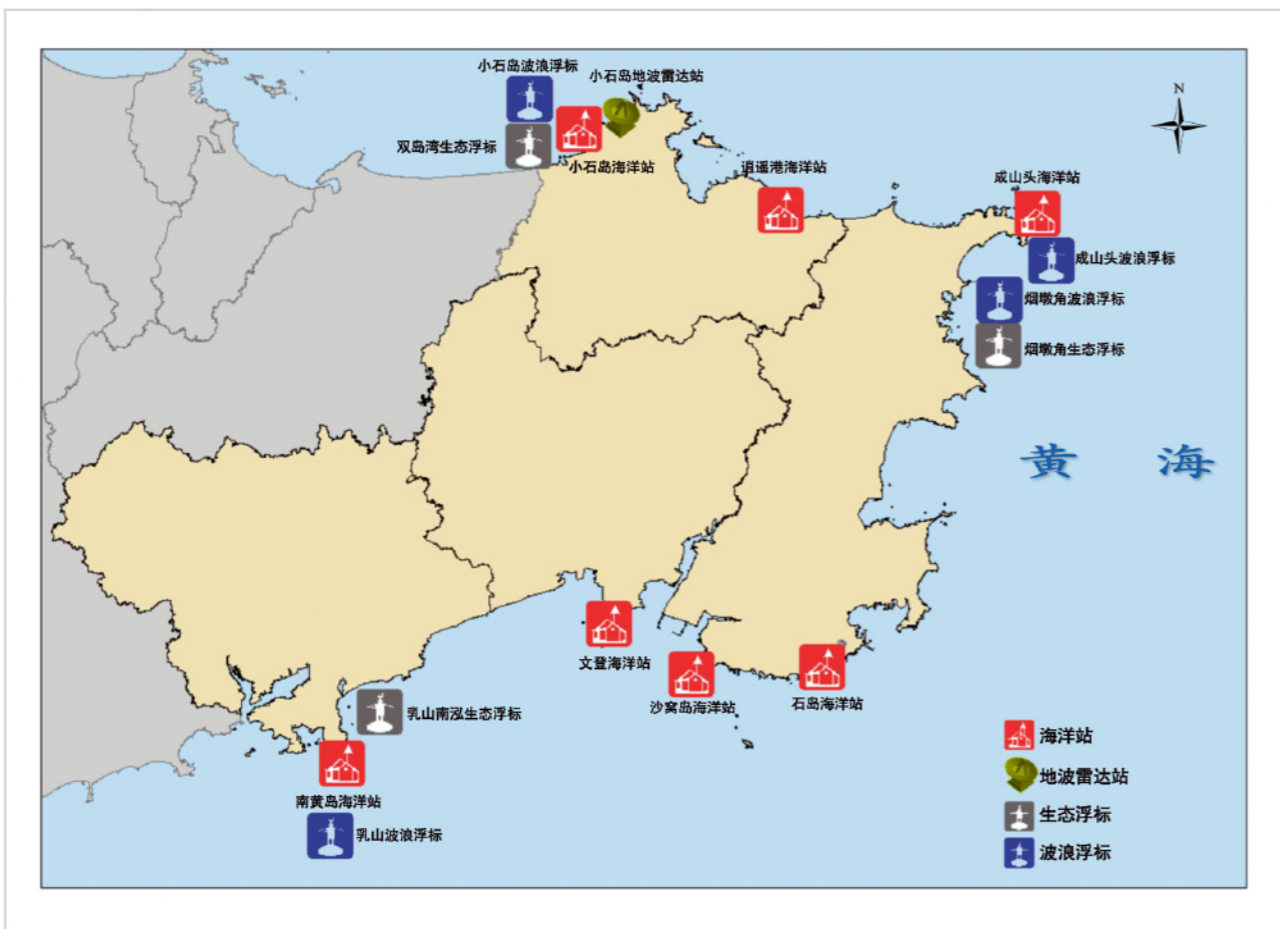 小石岛波浪浮标
小石岛地波雷达站
N
双岛湾生态浮标
小石岛海洋站
逍遥港海洋站
成山头海洋站
成山头波浪浮标
烟墩角波浪浮标
烟墩角生态浮标
黄 海
文登海洋站
沙窝岛海洋站
石岛海洋站
乳山南泓生态浮标
南黄岛海洋站
乳山波浪浮标
海洋站
地波雷达站
生态浮标
波浪浮标